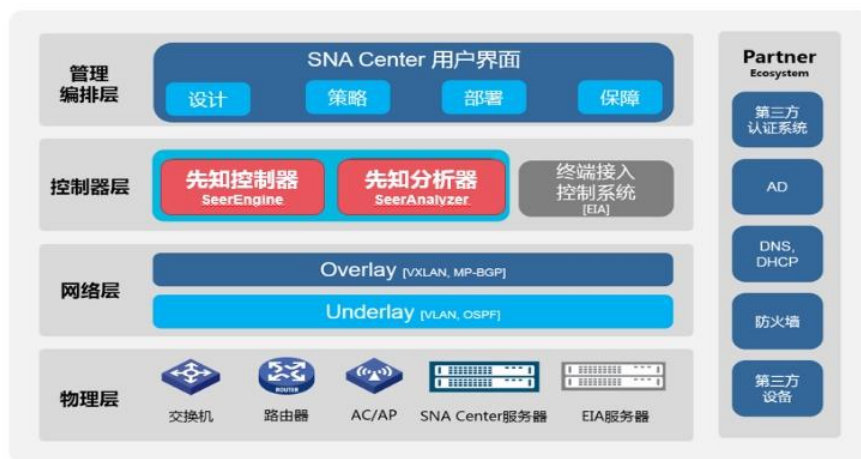 管理
编排层
SNA Center 用户界面
设计
策略
部署
保障
控制器层
先知控制器
SeerEngine
先知分析器
SeerAnalyzer
终端接入
控制系统
[EIA]
网络层
Overlay [VXLAN, MP-BGP]
Underlay [VLAN, OSPF]
物理层
ROUTER
交换机
路由器
AC/AP
SNA Center服务器
EIA服务器
Partner
Ecosystem
第三方
认证系统
AD
DNS,
DHCP
防火墙
第三方
设备